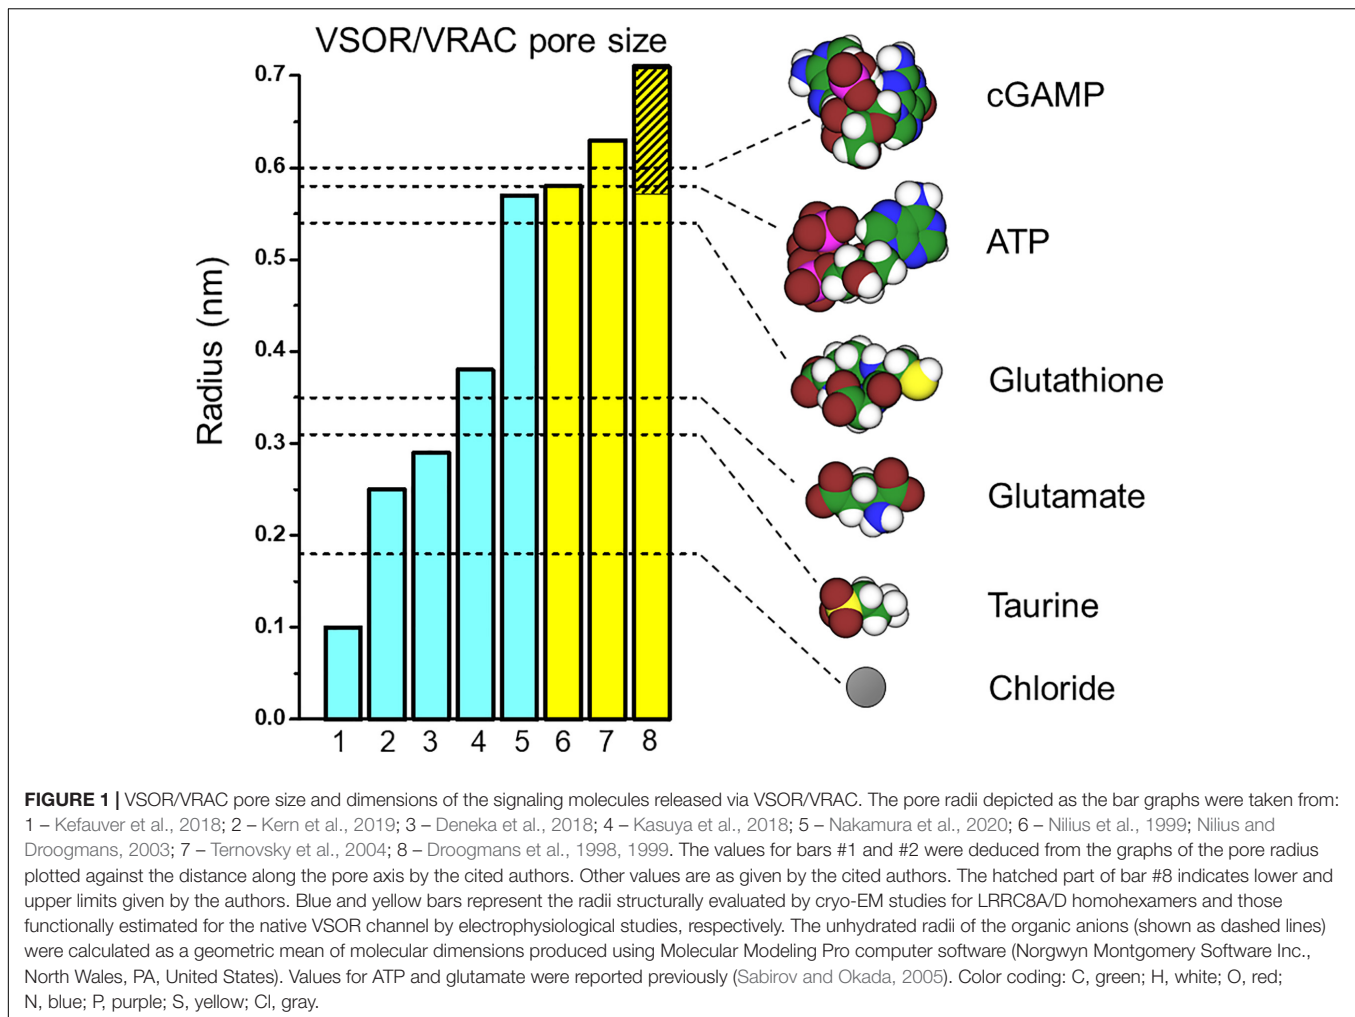 VSOR/VRAC pore size
Radius (nm)
0.7
0.6
0.5
0.4
0.3
0.2
0.1
0.0
1 2 3 4 5 6 7 8
cGAMP
ATP
Glutathione
Glutamate
Taurine
Chloride
FIGURE 1 | VSOR/VRAC pore size and dimensions of the signaling molecules released via VSOR/VRAC. The pore radii depicted as the bar graphs were taken from:
1 – Kefauver et al., 2018; 2 – Kern et al., 2019; 3 – Deneka et al., 2018; 4 – Kasuya et al., 2018; 5 – Nakamura et al., 2020; 6 – Nilius et al., 1999; Nilius and
Droogmans, 2003; 7 – Ternovsky et al., 2004; 8 – Droogmans et al., 1998, 1999. The values for bars #1 and #2 were deduced from the graphs of the pore radius
plotted against the distance along the pore axis by the cited authors. Other values are as given by the cited authors. The hatched part of bar #8 indicates lower and
upper limits given by the authors. Blue and yellow bars represent the radii structurally evaluated by cryo-EM studies for LRRC8A/D homohexamers and those
functionally estimated for the native VSOR channel by electrophysiological studies, respectively. The unhydrated radii of the organic anions (shown as dashed lines)
were calculated as a geometric mean of molecular dimensions produced using Molecular Modeling Pro computer software (Norgwyn Montgomery Software Inc.,
North Wales, PA, United States). Values for ATP and glutamate were reported previously (Sabirov and Okada, 2005). Color coding: C, green; H, white; O, red;
N, blue; P, purple; S, yellow; Cl, gray.